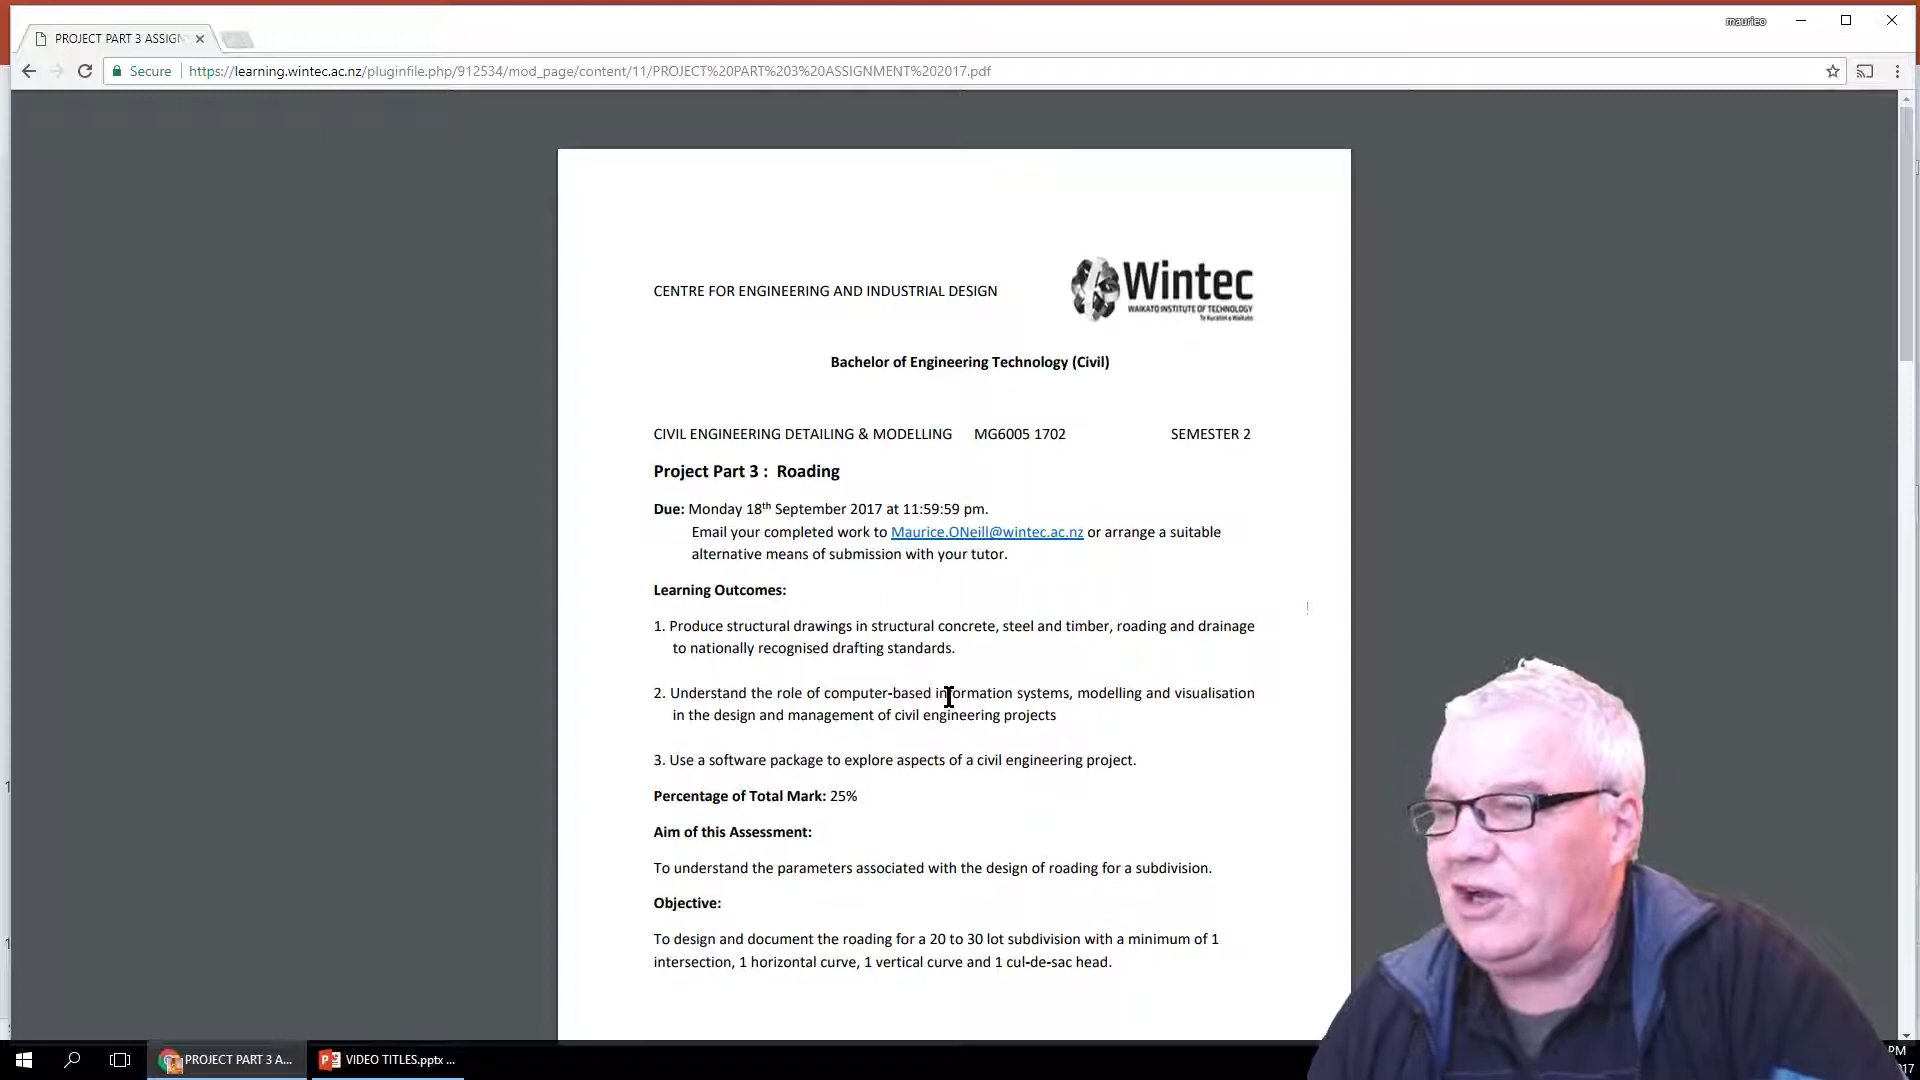 maurieo
PROJECT PART 3 ASSIGN
Secure https://learning.wintec.ac.nz/pluginfile.php/912534/mod_page/content/11/PROJECT%20PART%203%20ASSIGNMENT%202017.pdf
CENTRE FOR ENGINEERING AND INDUSTRIAL DESIGN
Wintec
WAIKATO INSTITUTE OF TECHNOLOGY
Te Kuratini o Waikato
Bachelor of Engineering Technology (Civil)
CIVIL ENGINEERING DETAILING & MODELLING MG6005 1702 SEMESTER 2
Project Part 3 : Roading
Due: Monday 18th September 2017 at 11:59:59 pm.
Email your completed work to Maurice.ONeill@wintec.ac.nz or arrange a suitable
alternative means of submission with your tutor.
Learning Outcomes:
1. Produce structural drawings in structural concrete, steel and timber, roading and drainage
to nationally recognised drafting standards.
2. Understand the role of computer-based information systems, modelling and visualisation
in the design and management of civil engineering projects
3. Use a software package to explore aspects of a civil engineering project.
Percentage of Total Mark: 25%
Aim of this Assessment:
To understand the parameters associated with the design of roading for a subdivision.
Objective:
To design and document the roading for a 20 to 30 lot subdivision with a minimum of 1
intersection, 1 horizontal curve, 1 vertical curve and 1 cul-de-sac head.
PROJECT PART 3 A... VIDEO TITLES.pptx ...